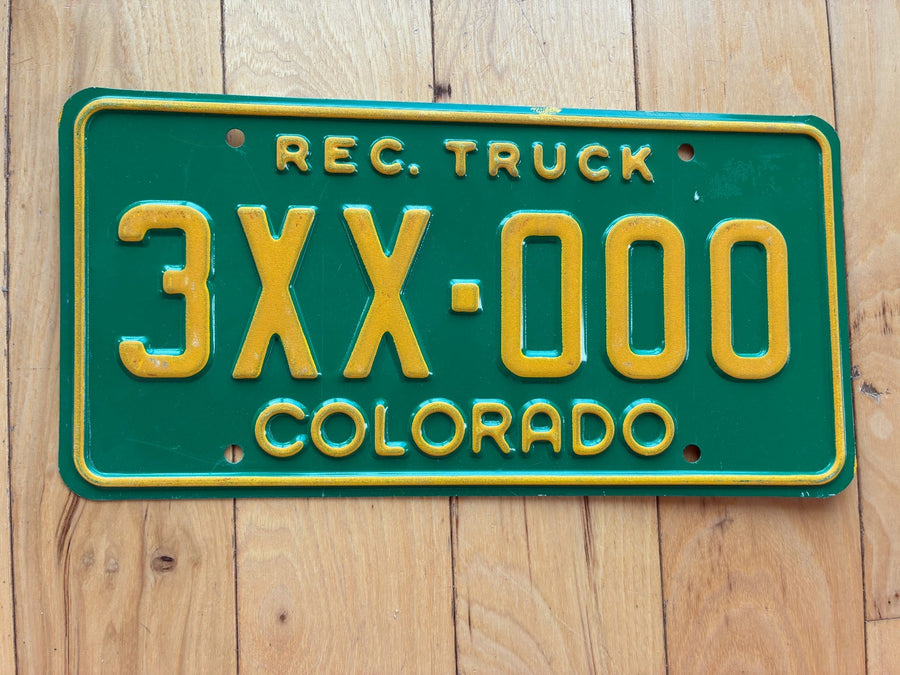 REC. TRUCK
3XX-000
COLORADO